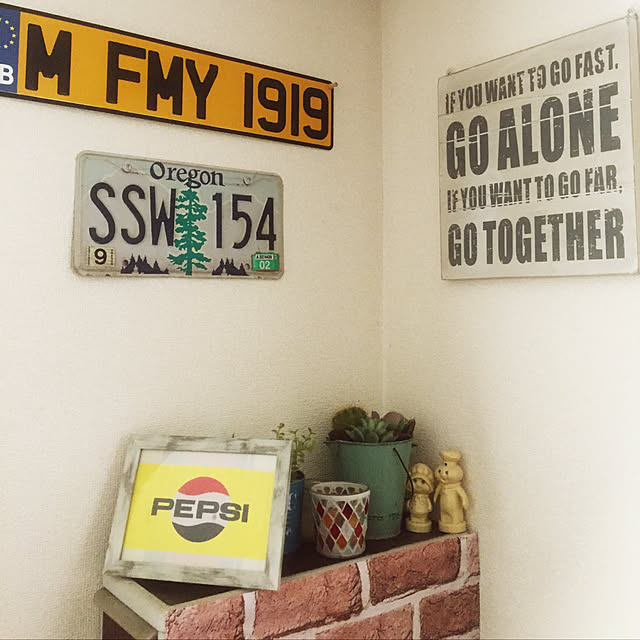 B M FMY 1919
Oregon
SSW 154
9
02
IF YOU WANT TO GO FAST,
GO ALONE
IF YOU WANT TO GO FAR,
GO TOGETHER
PEPSI